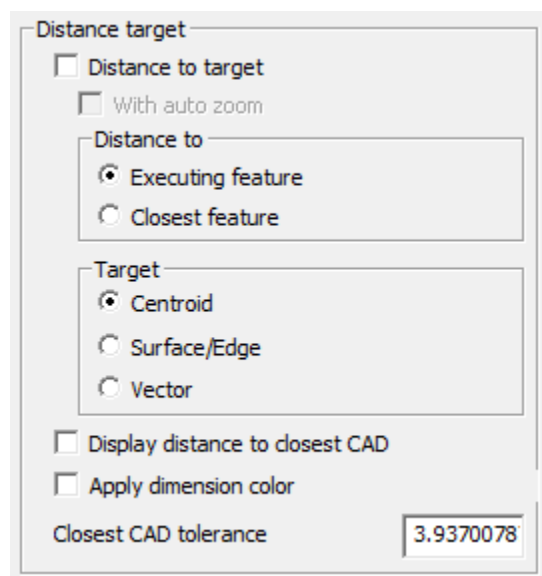 Distance target
Distance to target
With auto zoom
Distance to
Executing feature
Closest feature
Target
Centroid
Surface/Edge
Vector
Display distance to closest CAD
Apply dimension color
Closest CAD tolerance 3.9370078